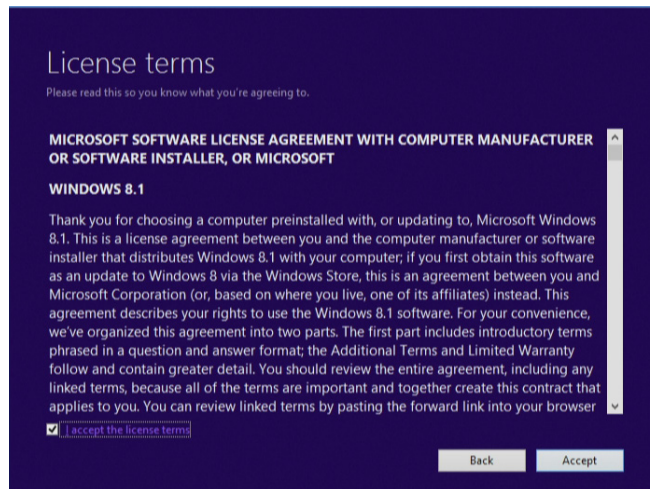 License terms
Please read this so you know what you're agreeing to.
MICROSOFT SOFTWARE LICENSE AGREEMENT WITH COMPUTER MANUFACTURER
OR SOFTWARE INSTALLER, OR MICROSOFT
WINDOWS 8.1
Thank you for choosing a computer preinstalled with, or updating to, Microsoft Windows
8.1. This is a license agreement between you and the computer manufacturer or software
installer that distributes Windows 8.1 with your computer; if you first obtain this software
as an update to Windows 8 via the Windows Store, this is an agreement between you and
Microsoft Corporation (or, based on where you live, one of its affiliates) instead. This
agreement describes your rights to use the Windows 8.1 software. For your convenience,
we've organized this agreement into two parts. The first part includes introductory terms
phrased in a question and answer format; the Additional Terms and Limited Warranty
follow and contain greater detail. You should review the entire agreement, including any
linked terms, because all of the terms are important and together create this contract that
applies to you. You can review linked terms by pasting the forward link into your browser
I accept the license terms
Back Accept